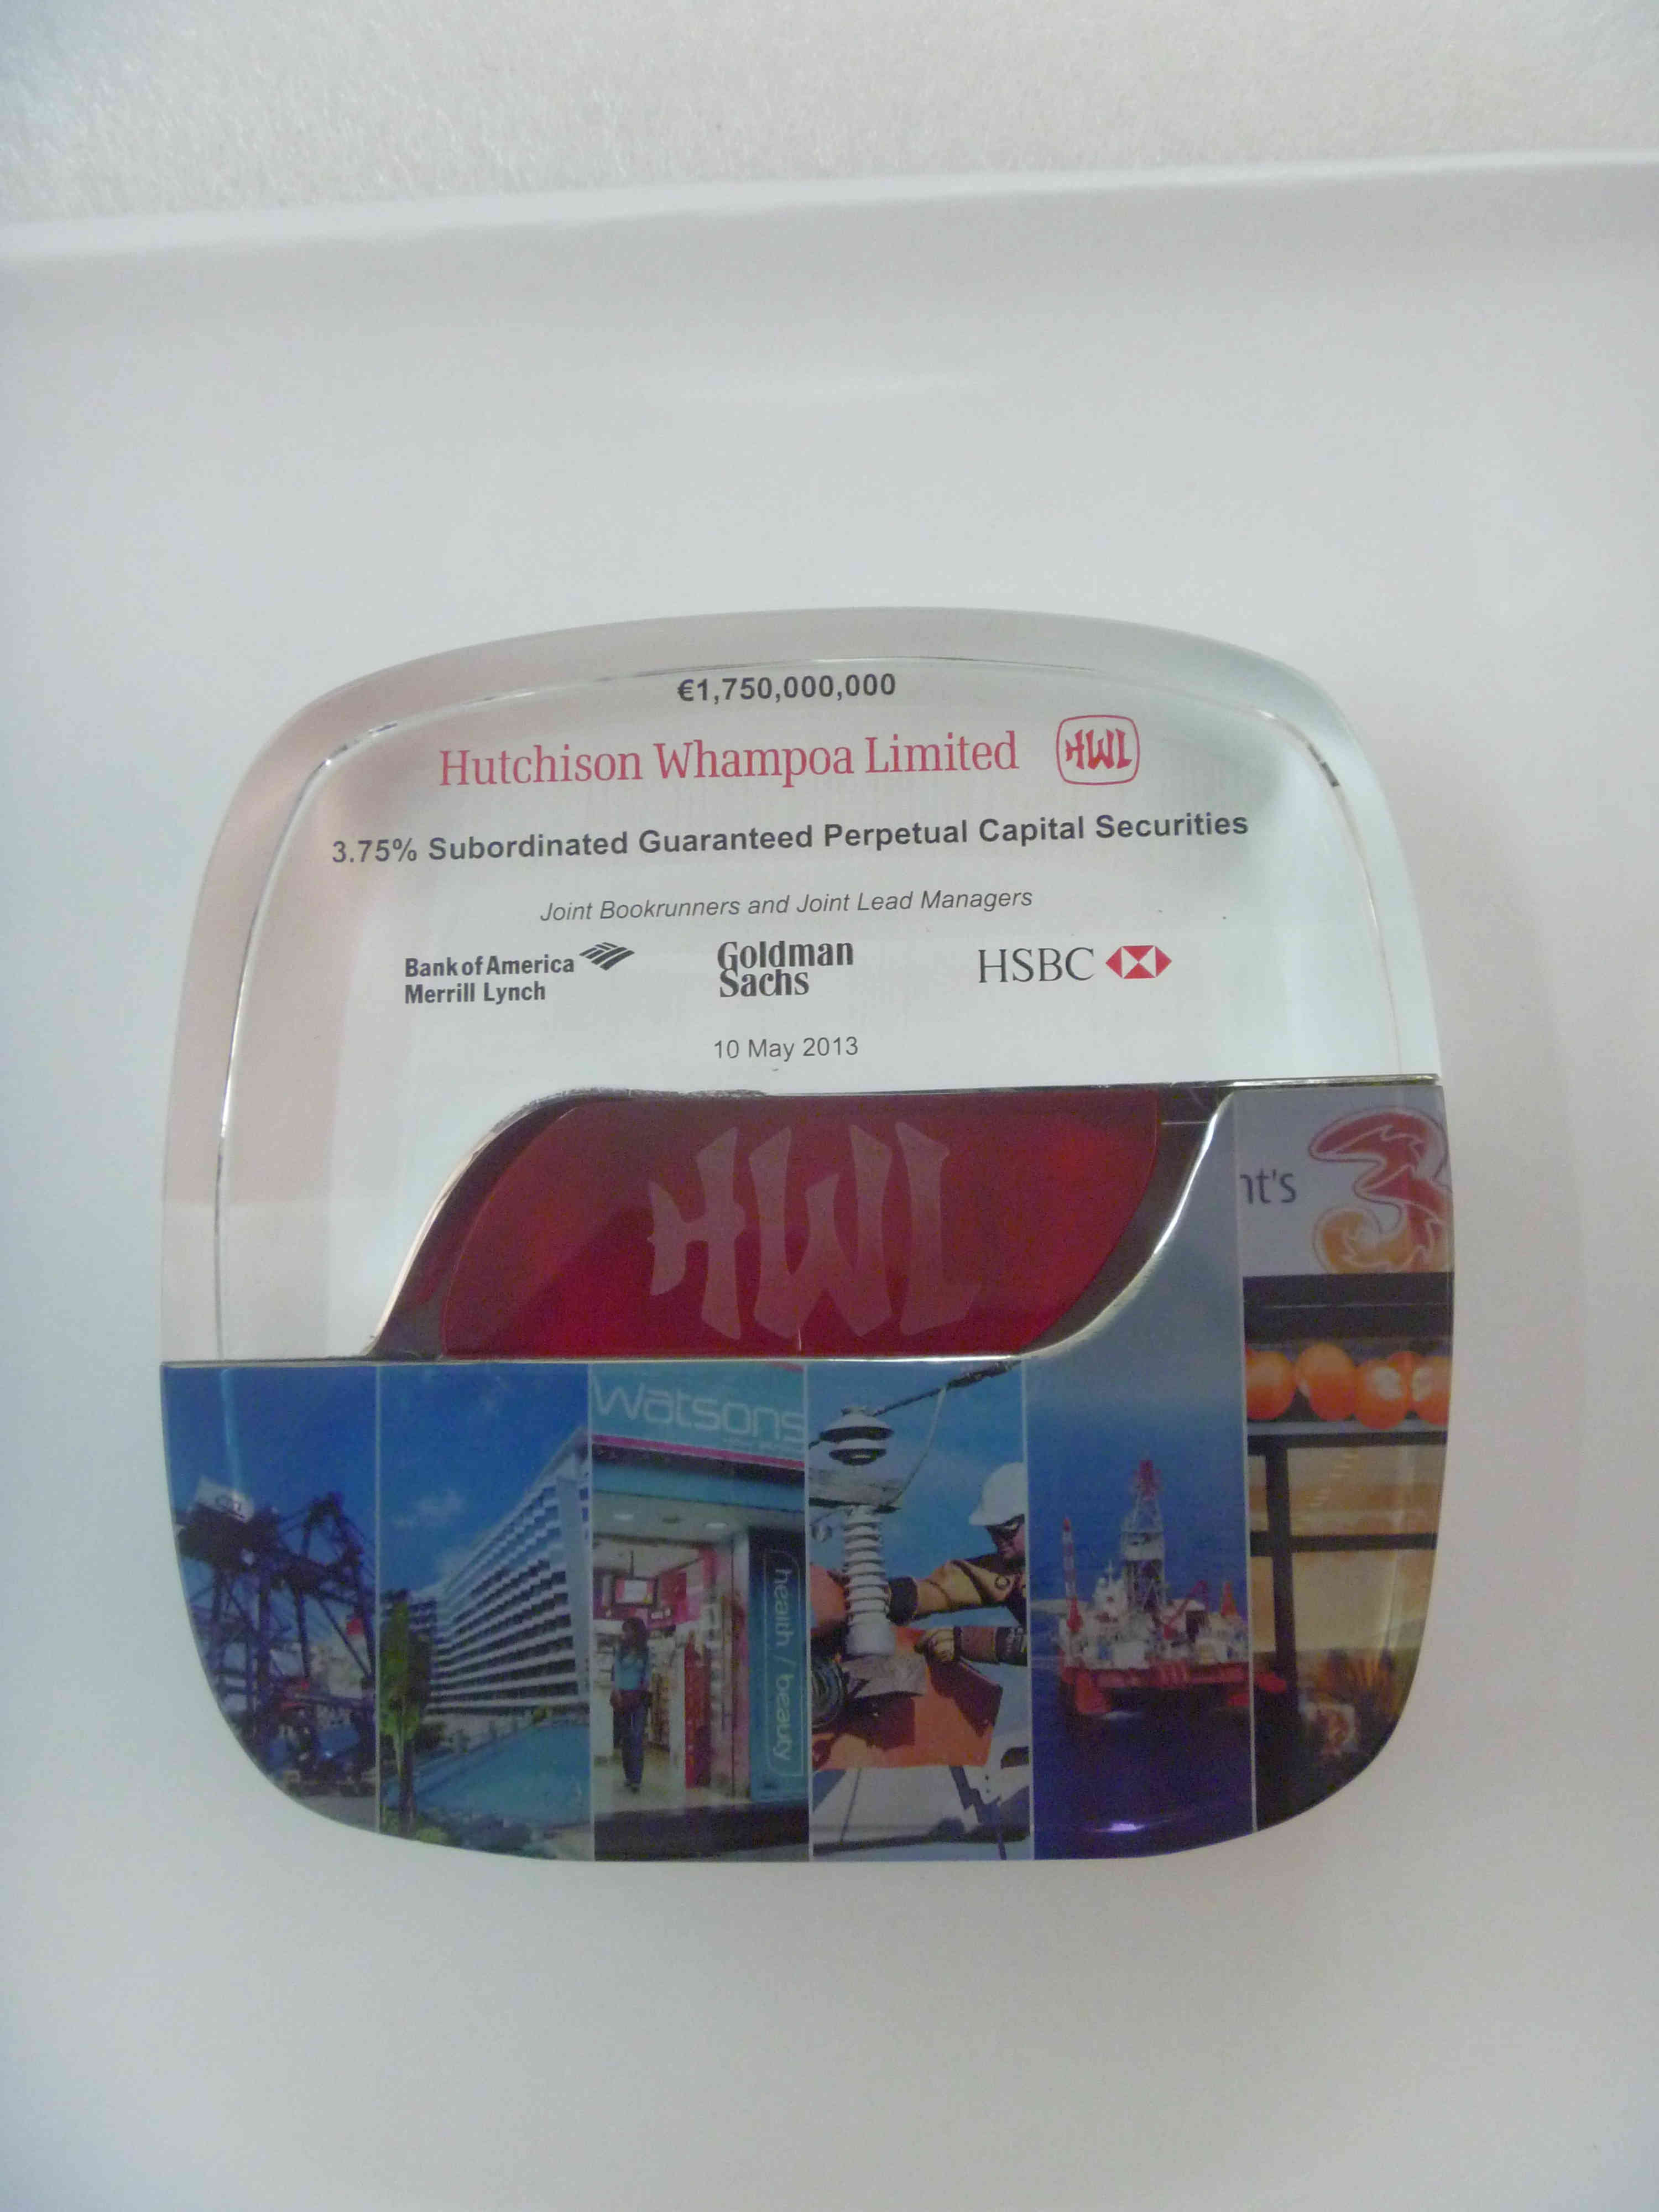 €1,750,000,000
Hutchison Whampoa Limited HWL
3.75% Subordinated Guaranteed Perpetual Capital Securities
Joint Bookrunners and Joint Lead Managers
Bank of America
Merrill Lynch
Goldman
Sachs
HSBC
10 May 2013
HWL
nt's 3
watsons
health / beauty